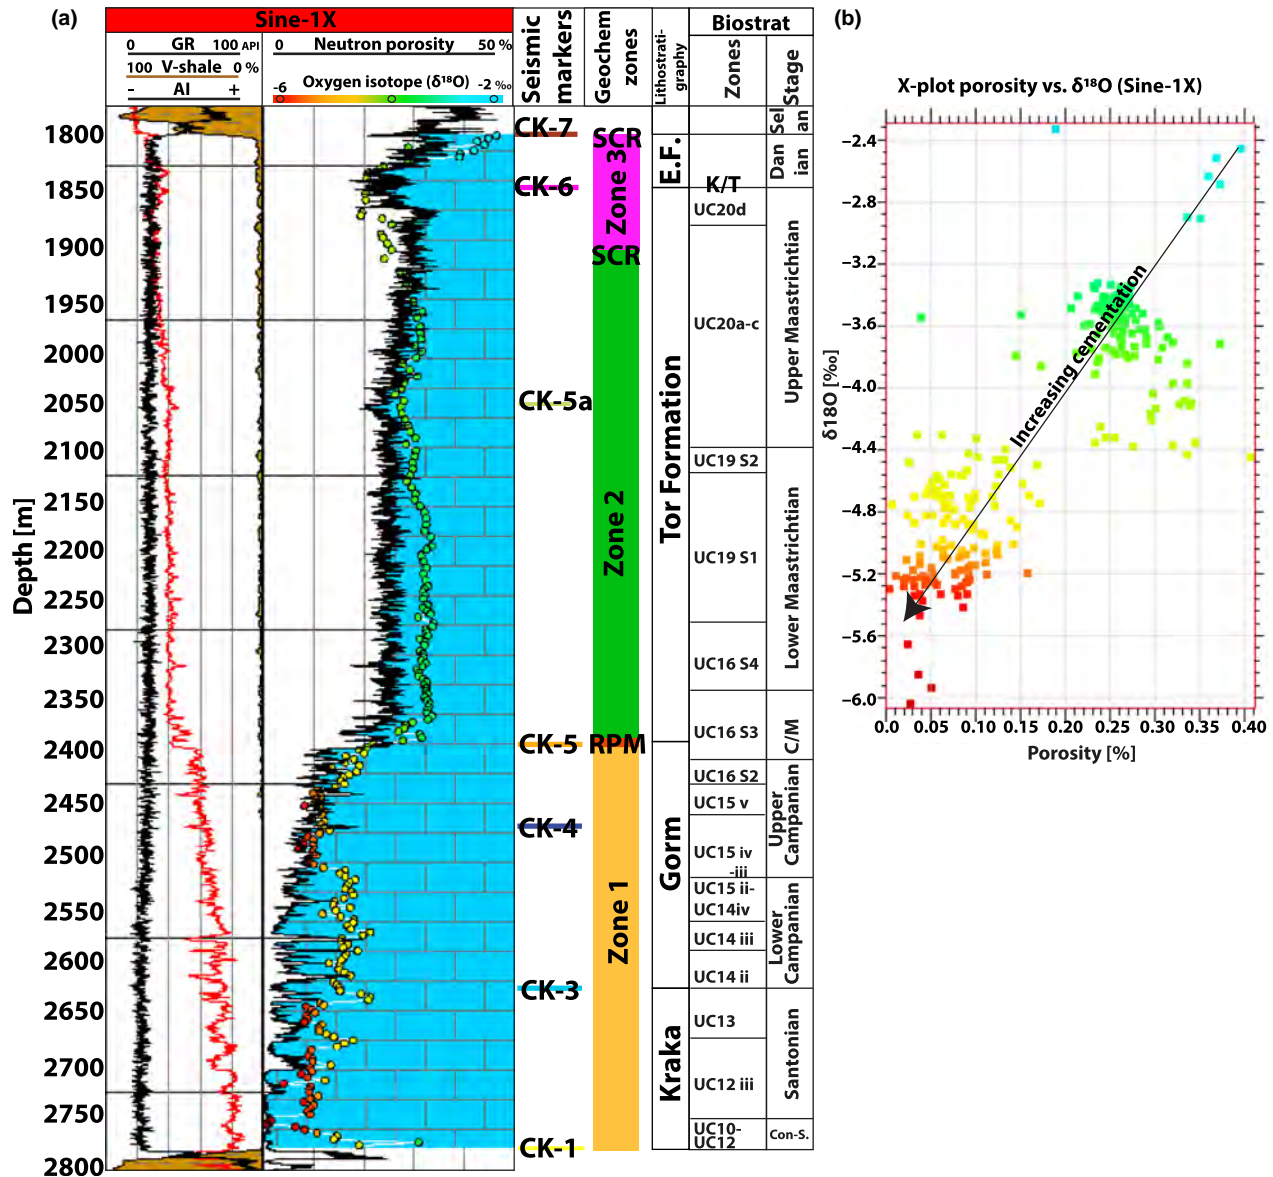 (a)
Sine-1X
0 GR 100 API
100 V-shale 0 %
- AI +
0 Neutron porosity 50 %
Oxygen isotope (δ¹⁸O)
-6 -2 ‰
Seismic
markers
Geochem
zones
Lithostrati-
graphy
Biostrat
Zones
Stage
Depth [m]
1800
1850
1900
1950
2000
2050
2100
2150
2200
2250
2300
2350
2400
2450
2500
2550
2600
2650
2700
2750
2800
CK-7
CK-6
CK-5a
CK-5
CK-4
CK-3
CK-1
SCR
Zone 3
SCR
Zone 2
RPM
Zone 1
E.F.
Tor Formation
Gorm
Kraka
K/T
UC20d
UC20a-c
UC19 S2
UC19 S1
UC16 S4
UC16 S3
UC16 S2
UC15 v
UC15 iv
-iii
UC15 ii-
UC14iv
UC14 iii
UC14 ii
UC13
UC12 iii
UC10-
UC12
Sel
an
Dan
ian
Upper Maastrichtian
Lower Maastrichtian
C/M
Upper
Campanian
Lower
Campanian
Santonian
Con-S.
(b)
X-plot porosity vs. δ¹⁸O (Sine-1X)
δ18O [‰]
−2.4
−2.8
−3.2
−3.6
−4.0
−4.4
−4.8
−5.2
−5.6
−6.0
Increasing cementation
0.0 0.05 0.10 0.15 0.20 0.25 0.30 0.35 0.40
Porosity [%]